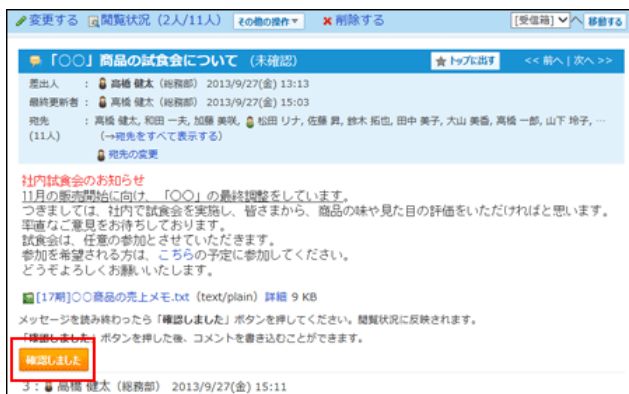 変更する 閲覧状況 (2人/11人) その他の操作▼ ×削除する [受信箱] へ 移動する
「○○」商品の試食会について (未確認) ★トップに出す << 前へ | 次へ >>
差出人 : 高橋 健太 (総務部) 2013/9/27(金) 13:13
最終更新者 : 高橋 健太 (総務部) 2013/9/27(金) 15:03
宛先 : 高橋 健太, 和田 一夫, 加藤 美咲, 松田 リナ, 佐藤 昇, 鈴木 拓也, 田中 美子, 大山 美香, 高橋 一郎, 山下 玲子, …
(11人) (→宛先をすべて表示する)
宛先の変更
社内試食会のお知らせ
11月の販売開始に向け、「○○」の最終調整をしています。
つきましては、社内で試食会を実施し、皆さまから、商品の味や見た目の評価をいただければと思います。
率直なご意見をお待ちしております。
試食会は、任意の参加とさせていただきます。
参加を希望される方は、こちらの予定に参加してください。
どうぞよろしくお願いいたします。
[17期]○○商品の売上メモ.txt (text/plain) 詳細 9 KB
メッセージを読み終わったら「確認しました」ボタンを押してください。閲覧状況に反映されます。
「確認しました」ボタンを押した後、コメントを書き込むことができます。
確認しました
3 : 高橋 健太 (総務部) 2013/9/27(金) 15:11